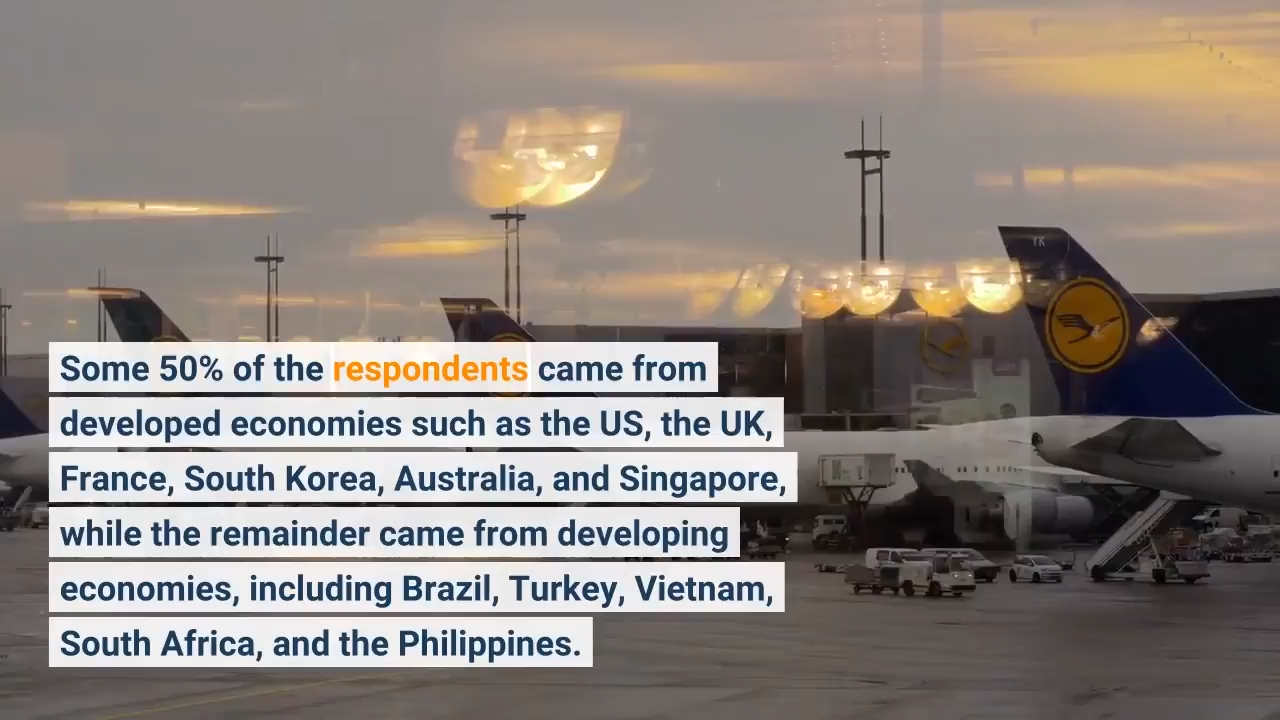 YK
Some 50% of the respondents came from
developed economies such as the US, the UK,
France, South Korea, Australia, and Singapore,
while the remainder came from developing
economies, including Brazil, Turkey, Vietnam,
South Africa, and the Philippines.